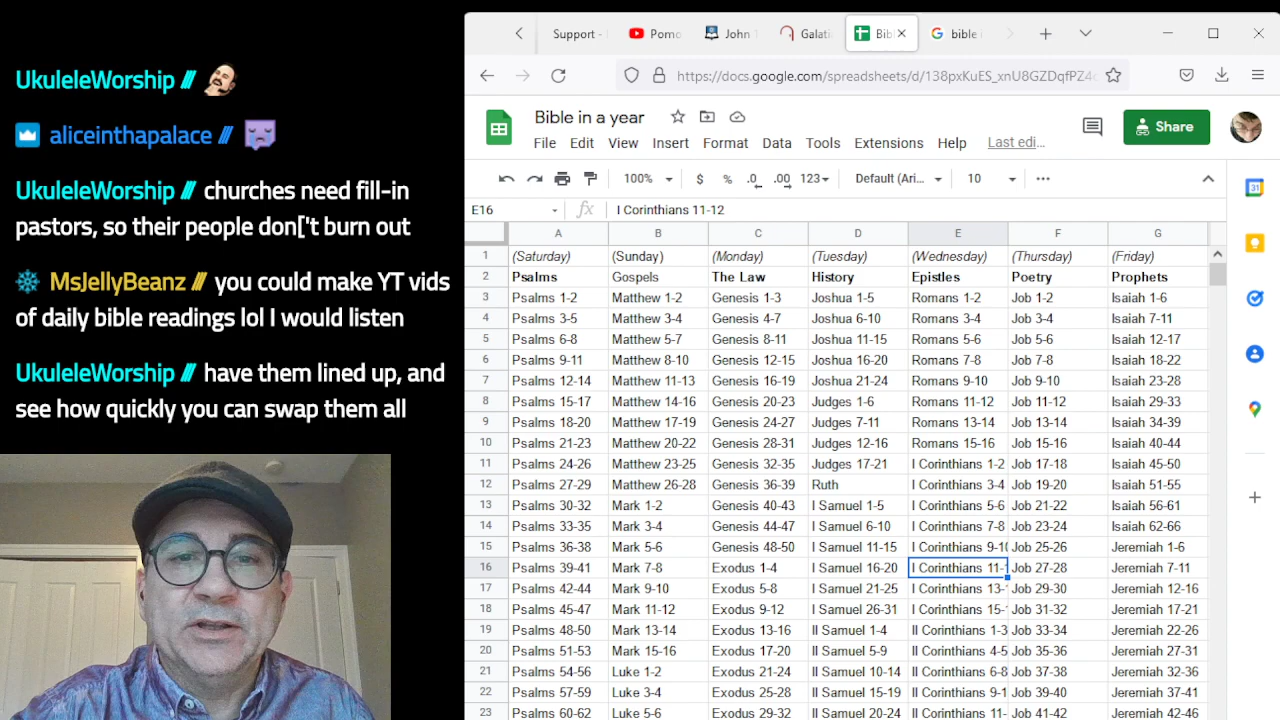 UkuleleWorship ///
aliceinthapalace ///
UkuleleWorship /// churches need fill-in
pastors, so their people don['t burn out
MsJellyBeanz /// you could make YT vids
of daily bible readings lol I would listen
UkuleleWorship /// have them lined up, and
see how quickly you can swap them all
Support - Pomo John Galati Bib bible
https://docs.google.com/spreadsheets/d/138pxKuES_xnU8GZDqfPZ4
Bible in a year
Share
File Edit View Insert Format Data Tools Extensions Help Last edi...
100% $ % .0 .00 123 Default (Ari... 10
E16 fx I Corinthians 11-12
A B C D E F G
1 (Saturday) (Sunday) (Monday) (Tuesday) (Wednesday) (Thursday) (Friday)
2 Psalms Gospels The Law History Epistles Poetry Prophets
3 Psalms 1-2 Matthew 1-2 Genesis 1-3 Joshua 1-5 Romans 1-2 Job 1-2 Isaiah 1-6
4 Psalms 3-5 Matthew 3-4 Genesis 4-7 Joshua 6-10 Romans 3-4 Job 3-4 Isaiah 7-11
5 Psalms 6-8 Matthew 5-7 Genesis 8-11 Joshua 11-15 Romans 5-6 Job 5-6 Isaiah 12-17
6 Psalms 9-11 Matthew 8-10 Genesis 12-15 Joshua 16-20 Romans 7-8 Job 7-8 Isaiah 18-22
7 Psalms 12-14 Matthew 11-13 Genesis 16-19 Joshua 21-24 Romans 9-10 Job 9-10 Isaiah 23-28
8 Psalms 15-17 Matthew 14-16 Genesis 20-23 Judges 1-6 Romans 11-12 Job 11-12 Isaiah 29-33
9 Psalms 18-20 Matthew 17-19 Genesis 24-27 Judges 7-11 Romans 13-14 Job 13-14 Isaiah 34-39
10 Psalms 21-23 Matthew 20-22 Genesis 28-31 Judges 12-16 Romans 15-16 Job 15-16 Isaiah 40-44
11 Psalms 24-26 Matthew 23-25 Genesis 32-35 Judges 17-21 I Corinthians 1-2 Job 17-18 Isaiah 45-50
12 Psalms 27-29 Matthew 26-28 Genesis 36-39 Ruth I Corinthians 3-4 Job 19-20 Isaiah 51-55
13 Psalms 30-32 Mark 1-2 Genesis 40-43 I Samuel 1-5 I Corinthians 5-6 Job 21-22 Isaiah 56-61
14 Psalms 33-35 Mark 3-4 Genesis 44-47 I Samuel 6-10 I Corinthians 7-8 Job 23-24 Isaiah 62-66
15 Psalms 36-38 Mark 5-6 Genesis 48-50 I Samuel 11-15 I Corinthians 9-10 Job 25-26 Jeremiah 1-6
16 Psalms 39-41 Mark 7-8 Exodus 1-4 I Samuel 16-20 I Corinthians 11- Job 27-28 Jeremiah 7-11
17 Psalms 42-44 Mark 9-10 Exodus 5-8 I Samuel 21-25 I Corinthians 13- Job 29-30 Jeremiah 12-16
18 Psalms 45-47 Mark 11-12 Exodus 9-12 I Samuel 26-31 I Corinthians 15- Job 31-32 Jeremiah 17-21
19 Psalms 48-50 Mark 13-14 Exodus 13-16 II Samuel 1-4 II Corinthians 1-3 Job 33-34 Jeremiah 22-26
20 Psalms 51-53 Mark 15-16 Exodus 17-20 II Samuel 5-9 II Corinthians 4-5 Job 35-36 Jeremiah 27-31
21 Psalms 54-56 Luke 1-2 Exodus 21-24 II Samuel 10-14 II Corinthians 6-8 Job 37-38 Jeremiah 32-36
22 Psalms 57-59 Luke 3-4 Exodus 25-28 II Samuel 15-19 II Corinthians 9-1 Job 39-40 Jeremiah 37-41
23 Psalms 60-62 Luke 5-6 Exodus 29-32 II Samuel 20-24 II Corinthians 11- Job 41-42 Jeremiah 42-46